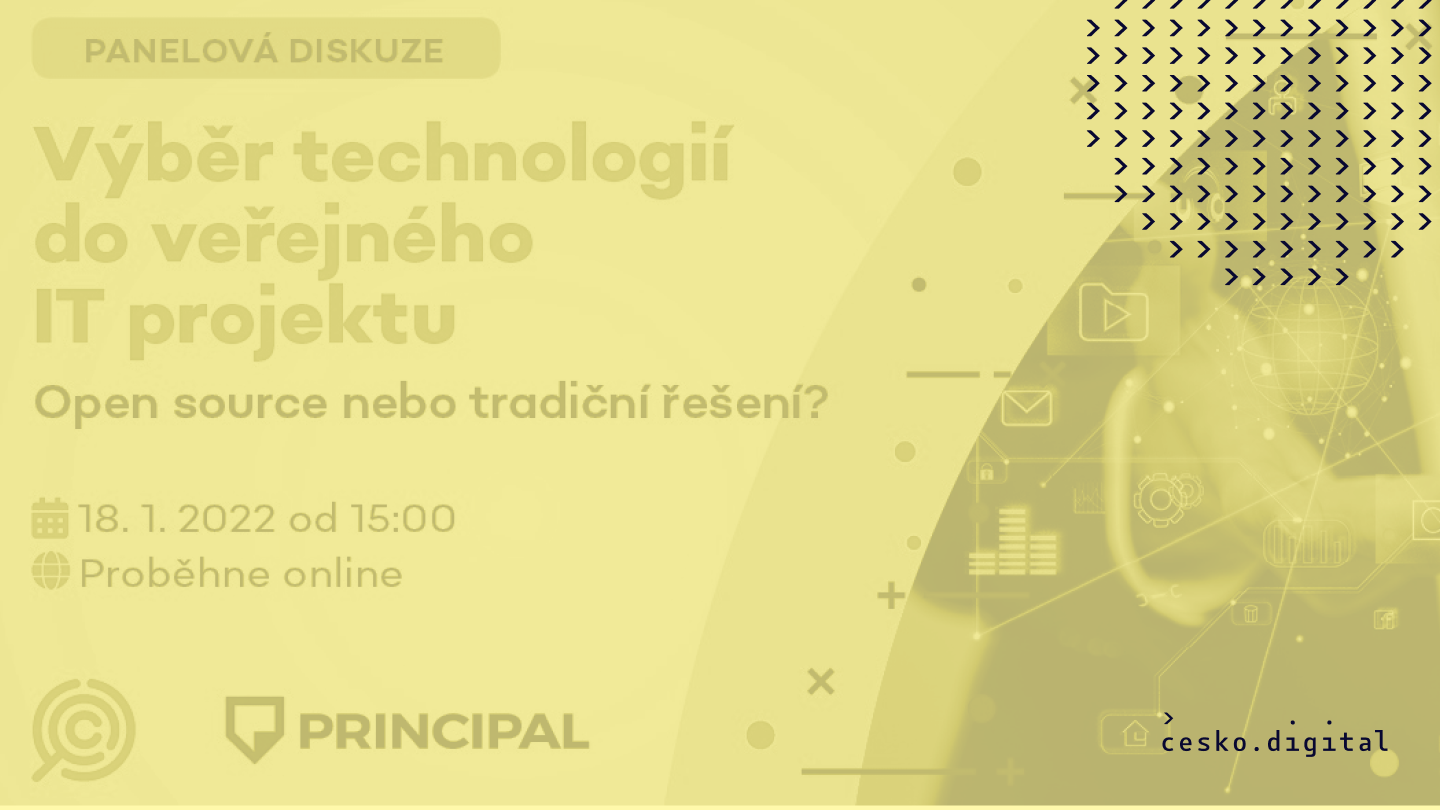 PANELOVÁ DISKUZE
Výběr technologií
do veřejného
IT projektu
Open source nebo tradiční řešení?
18. 1. 2022 od 15:00
Proběhne online
PRINCIPAL
cesko.digital